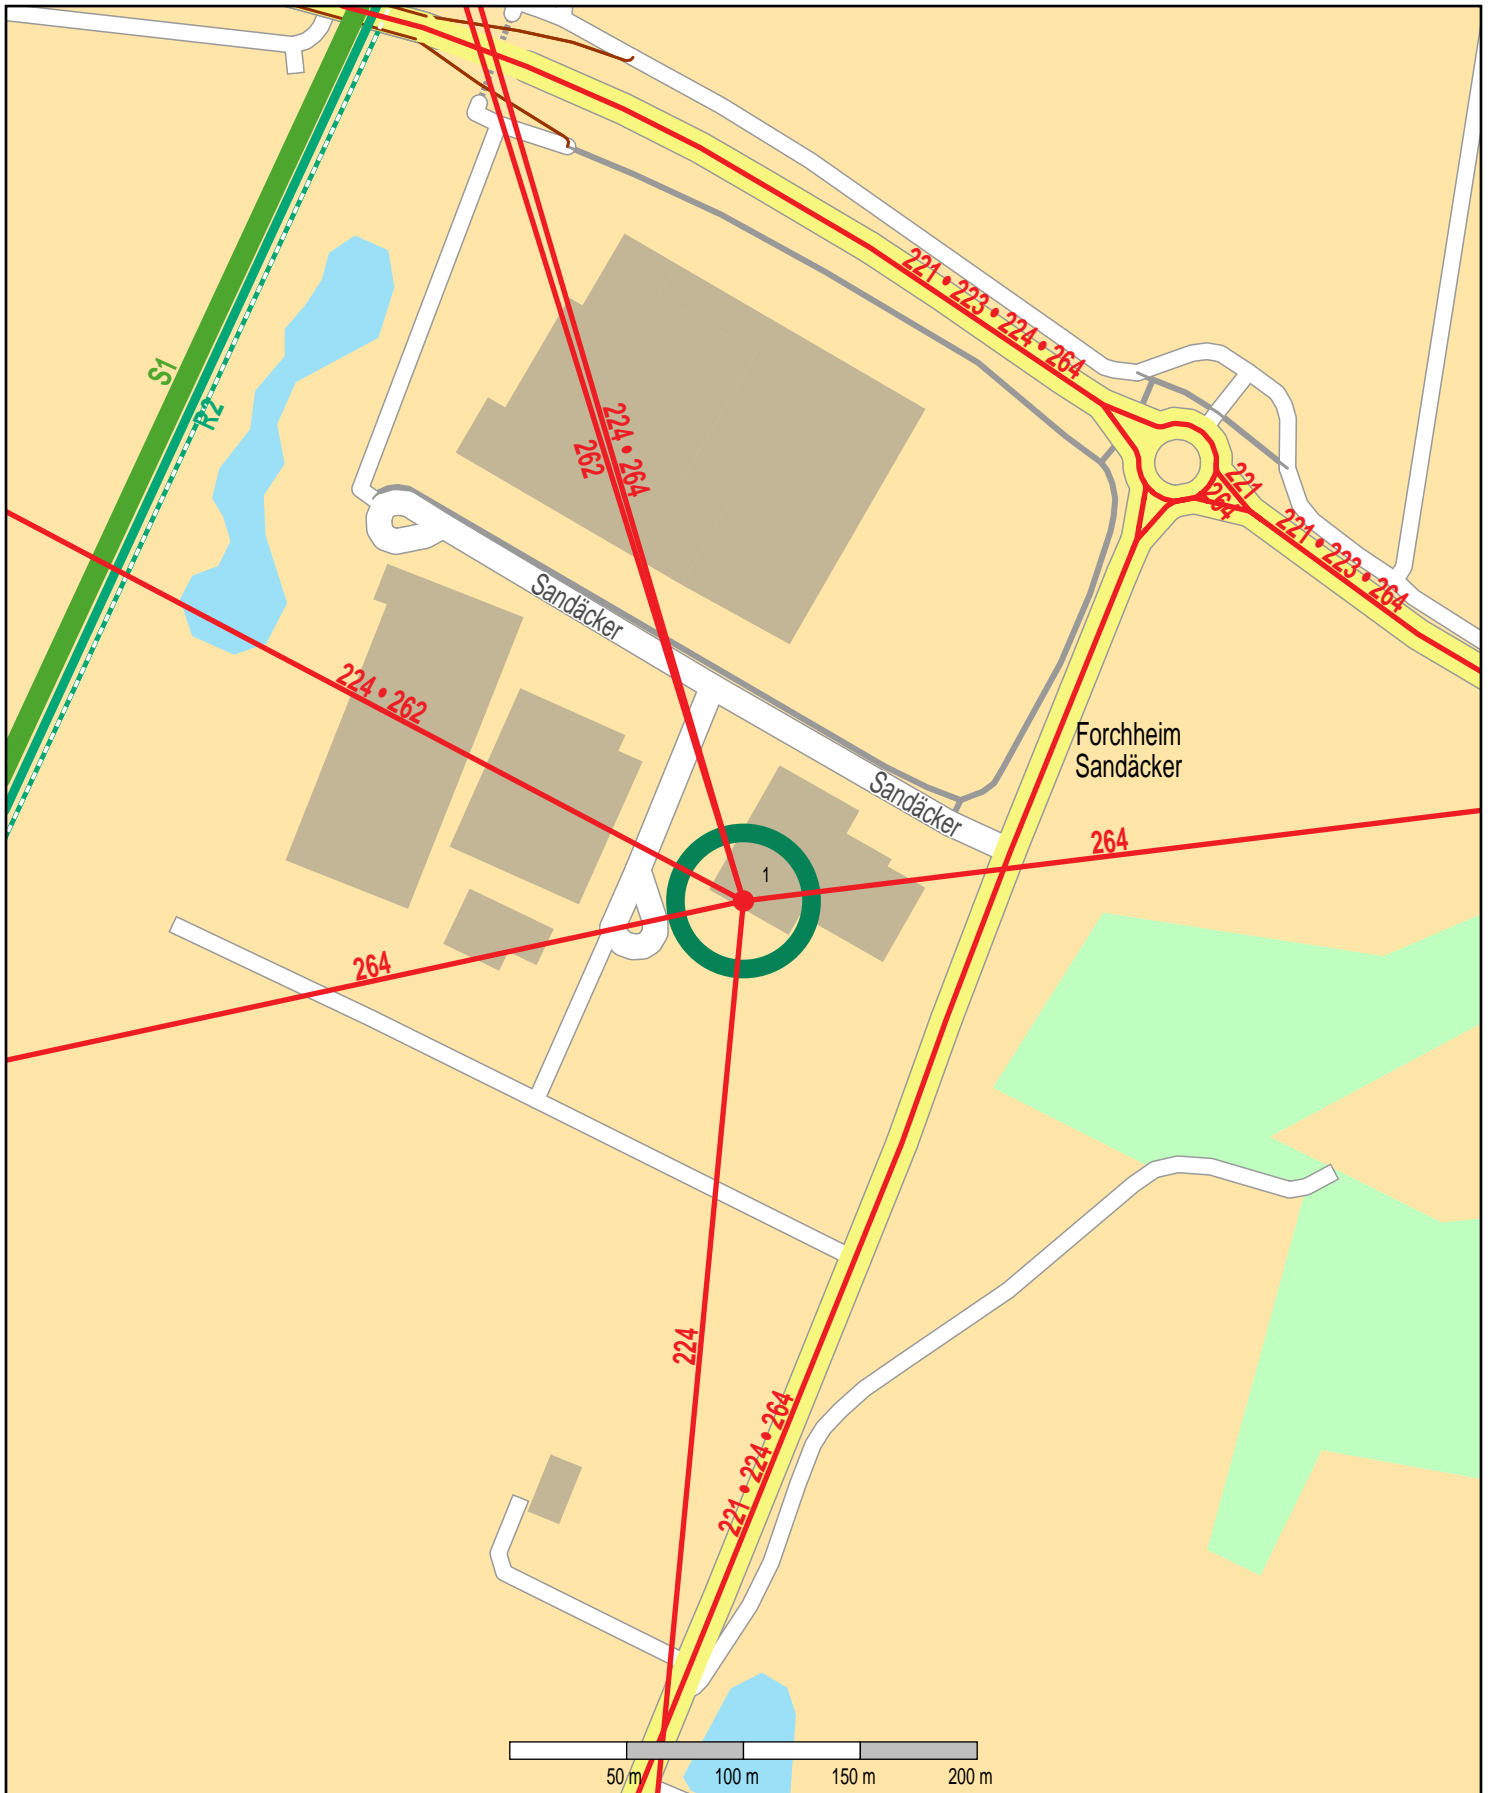 221 • 223 • 224 • 264
S1
R2
224 • 264
262
221
264
221 • 223 • 264
Sandäcker
224 • 262
Forchheim
Sandäcker
Sandäcker
264
1
264
224
221 • 224 • 264
50 m
100 m
150 m
200 m